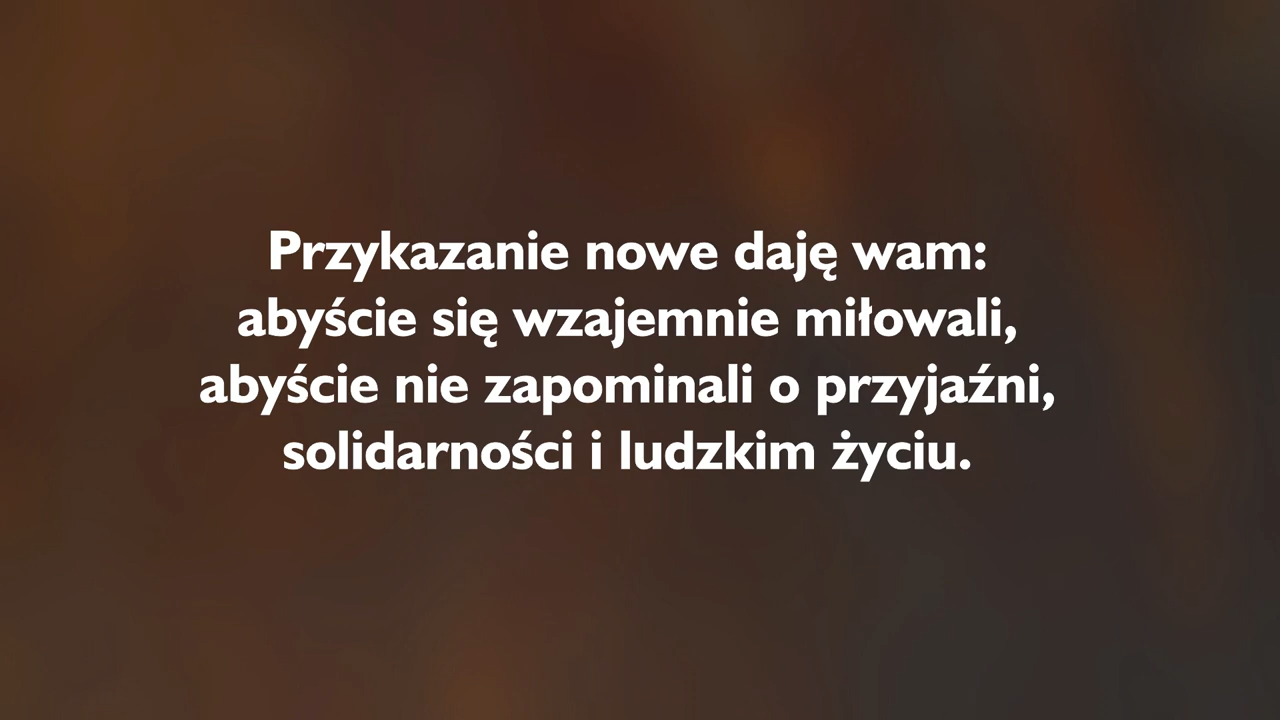 Przykazanie nowe daję wam:
abyście się wzajemnie miłowali,
abyście nie zapominali o przyjaźni,
solidarności i ludzkim życiu.